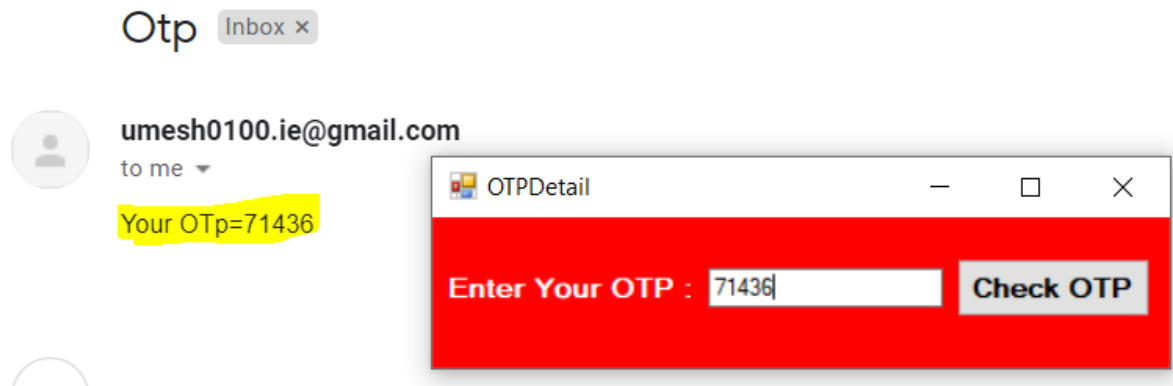 Otp Inbox ×
umesh0100.ie@gmail.com
to me
Your OTp=71436
OTPDetail
Enter Your OTP : 71436 Check OTP